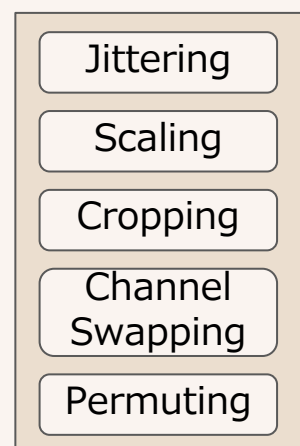 Jittering
Scaling
Cropping
Channel
Swapping
Permuting